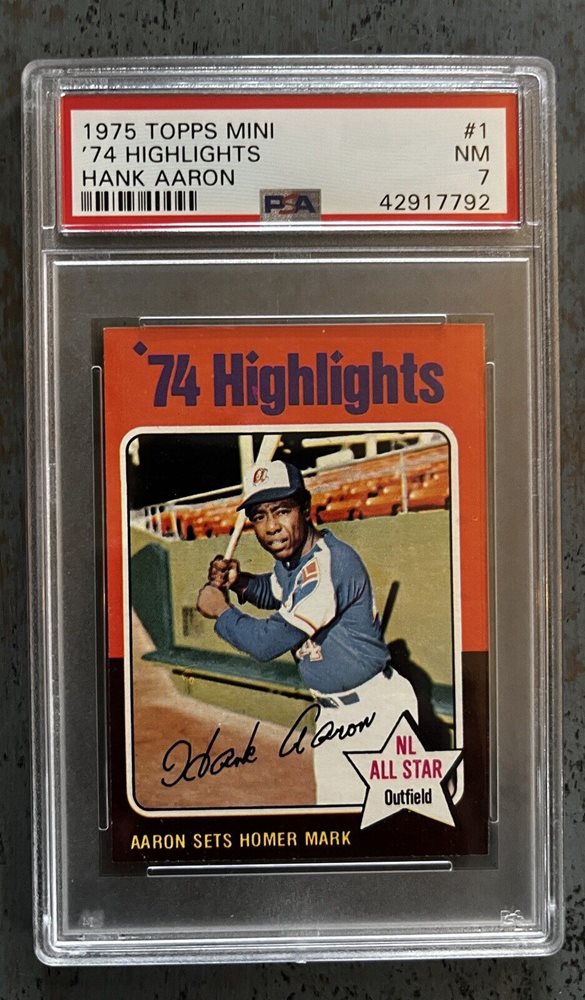 1975 TOPPS MINI #1
'74 HIGHLIGHTS NM
HANK AARON 7
PSA 42917792
'74 Highlights
a
44
Hank Aaron
NL
ALL STAR
Outfield
AARON SETS HOMER MARK